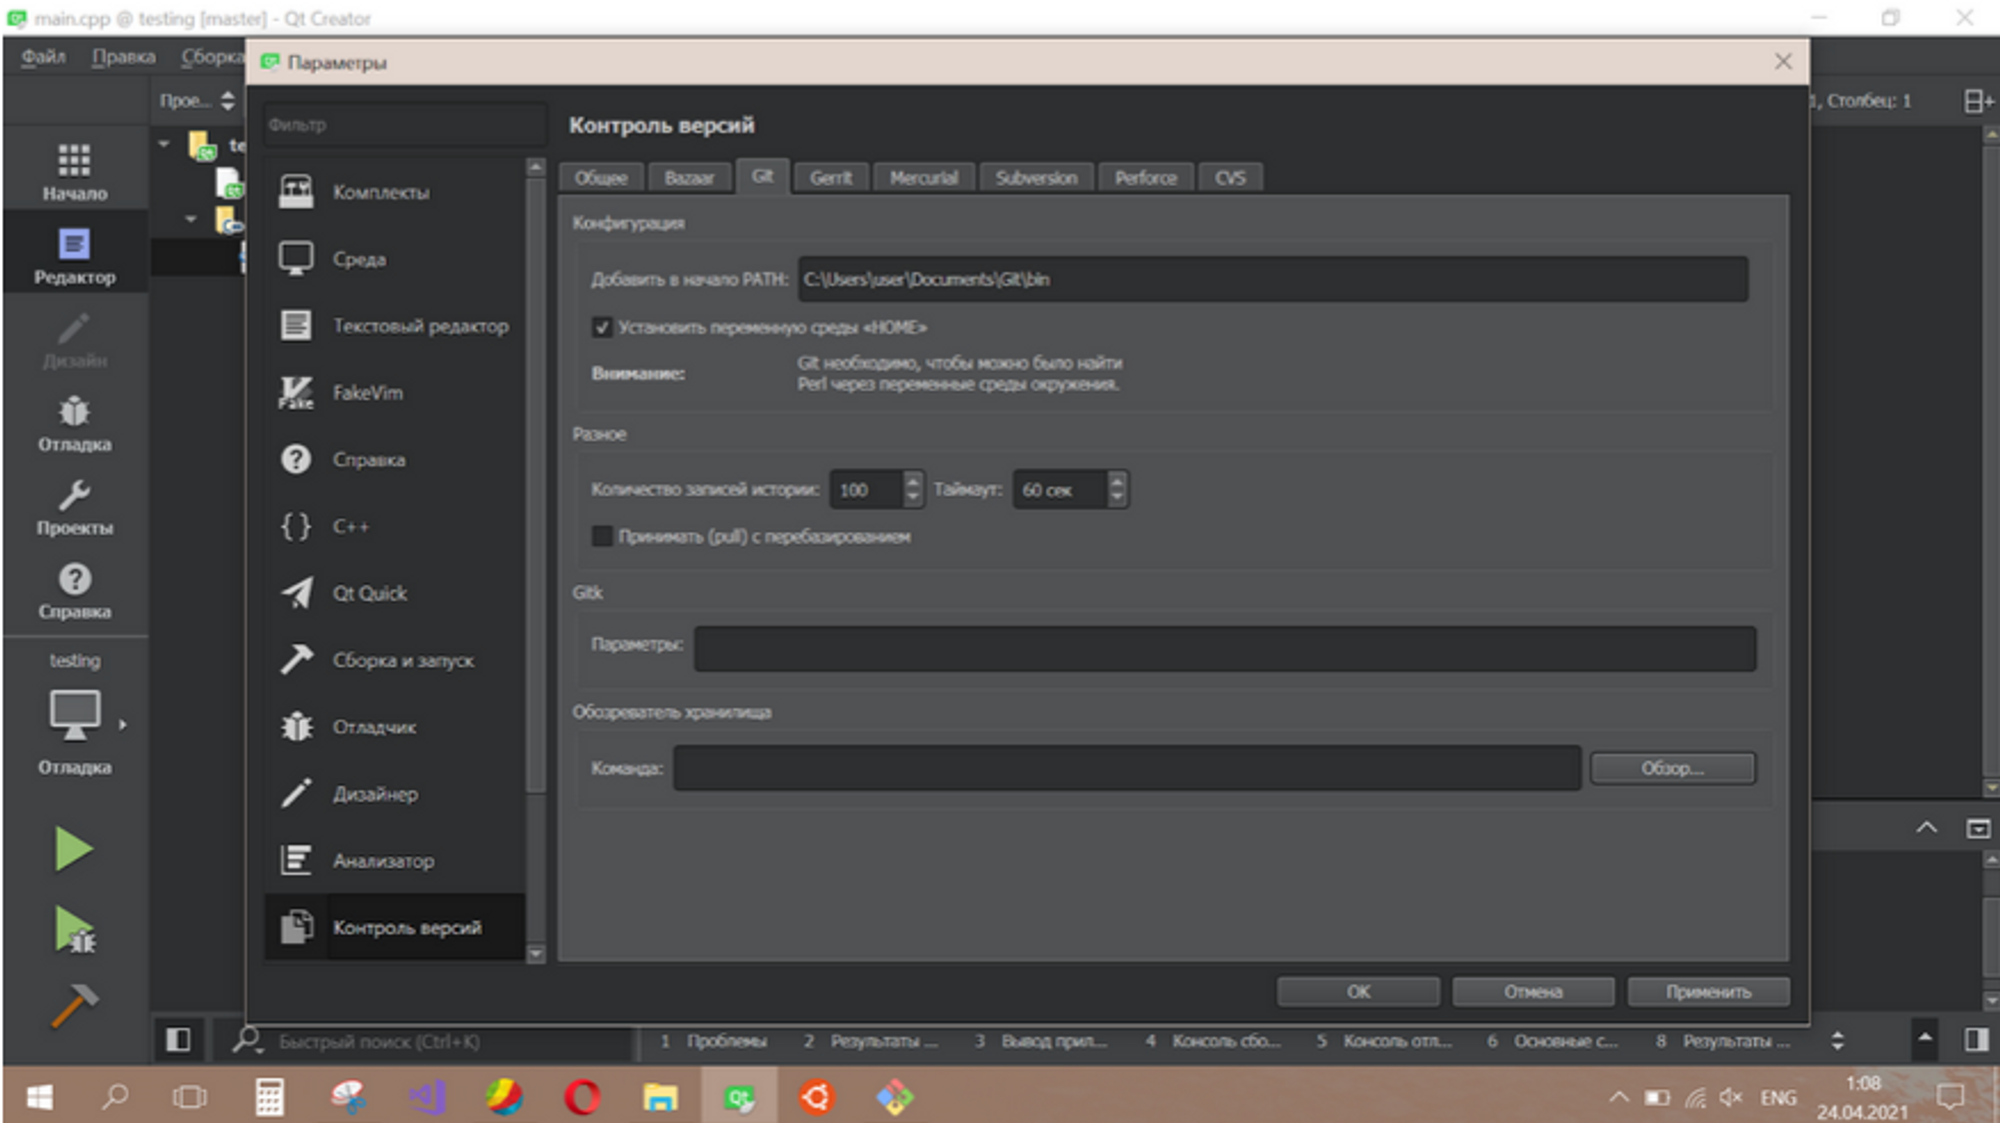 main.cpp @ testing [master] - Qt Creator
Файл Правка Сборка
Параметры
Прое...
Фильтр
Контроль версий
1, Столбец: 1
te
Общее Bazaar Git Gerrit Mercurial Subversion Perforce CVS
Начало
Редактор
Дизайн
Отладка
Проекты
Справка
testing
Отладка
Комплекты
Среда
Текстовый редактор
FakeVim
Fake
Справка
C++
Qt Quick
Сборка и запуск
Отладчик
Дизайнер
Анализатор
Контроль версий
Конфигурация
Добавить в начало PATH: C:\Users\user\Documents\Git\bin
Установить переменную среды «HOME»
Внимание: Git необходимо, чтобы можно было найти
Perl через переменные среды окружения.
Разное
Количество записей истории: 100 Таймаут: 60 сек
Принимать (pull) с перебазированием
Gitk
Параметры:
Обозреватель хранилища
Команда: Обзор...
OK Отмена Применить
Быстрый поиск (Ctrl+K) 1 Проблемы 2 Результаты ... 3 Вывод прил... 4 Консоль сбо... 5 Консоль отл... 6 Основные с... 8 Результаты ...
ENG
1:08
24.04.2021